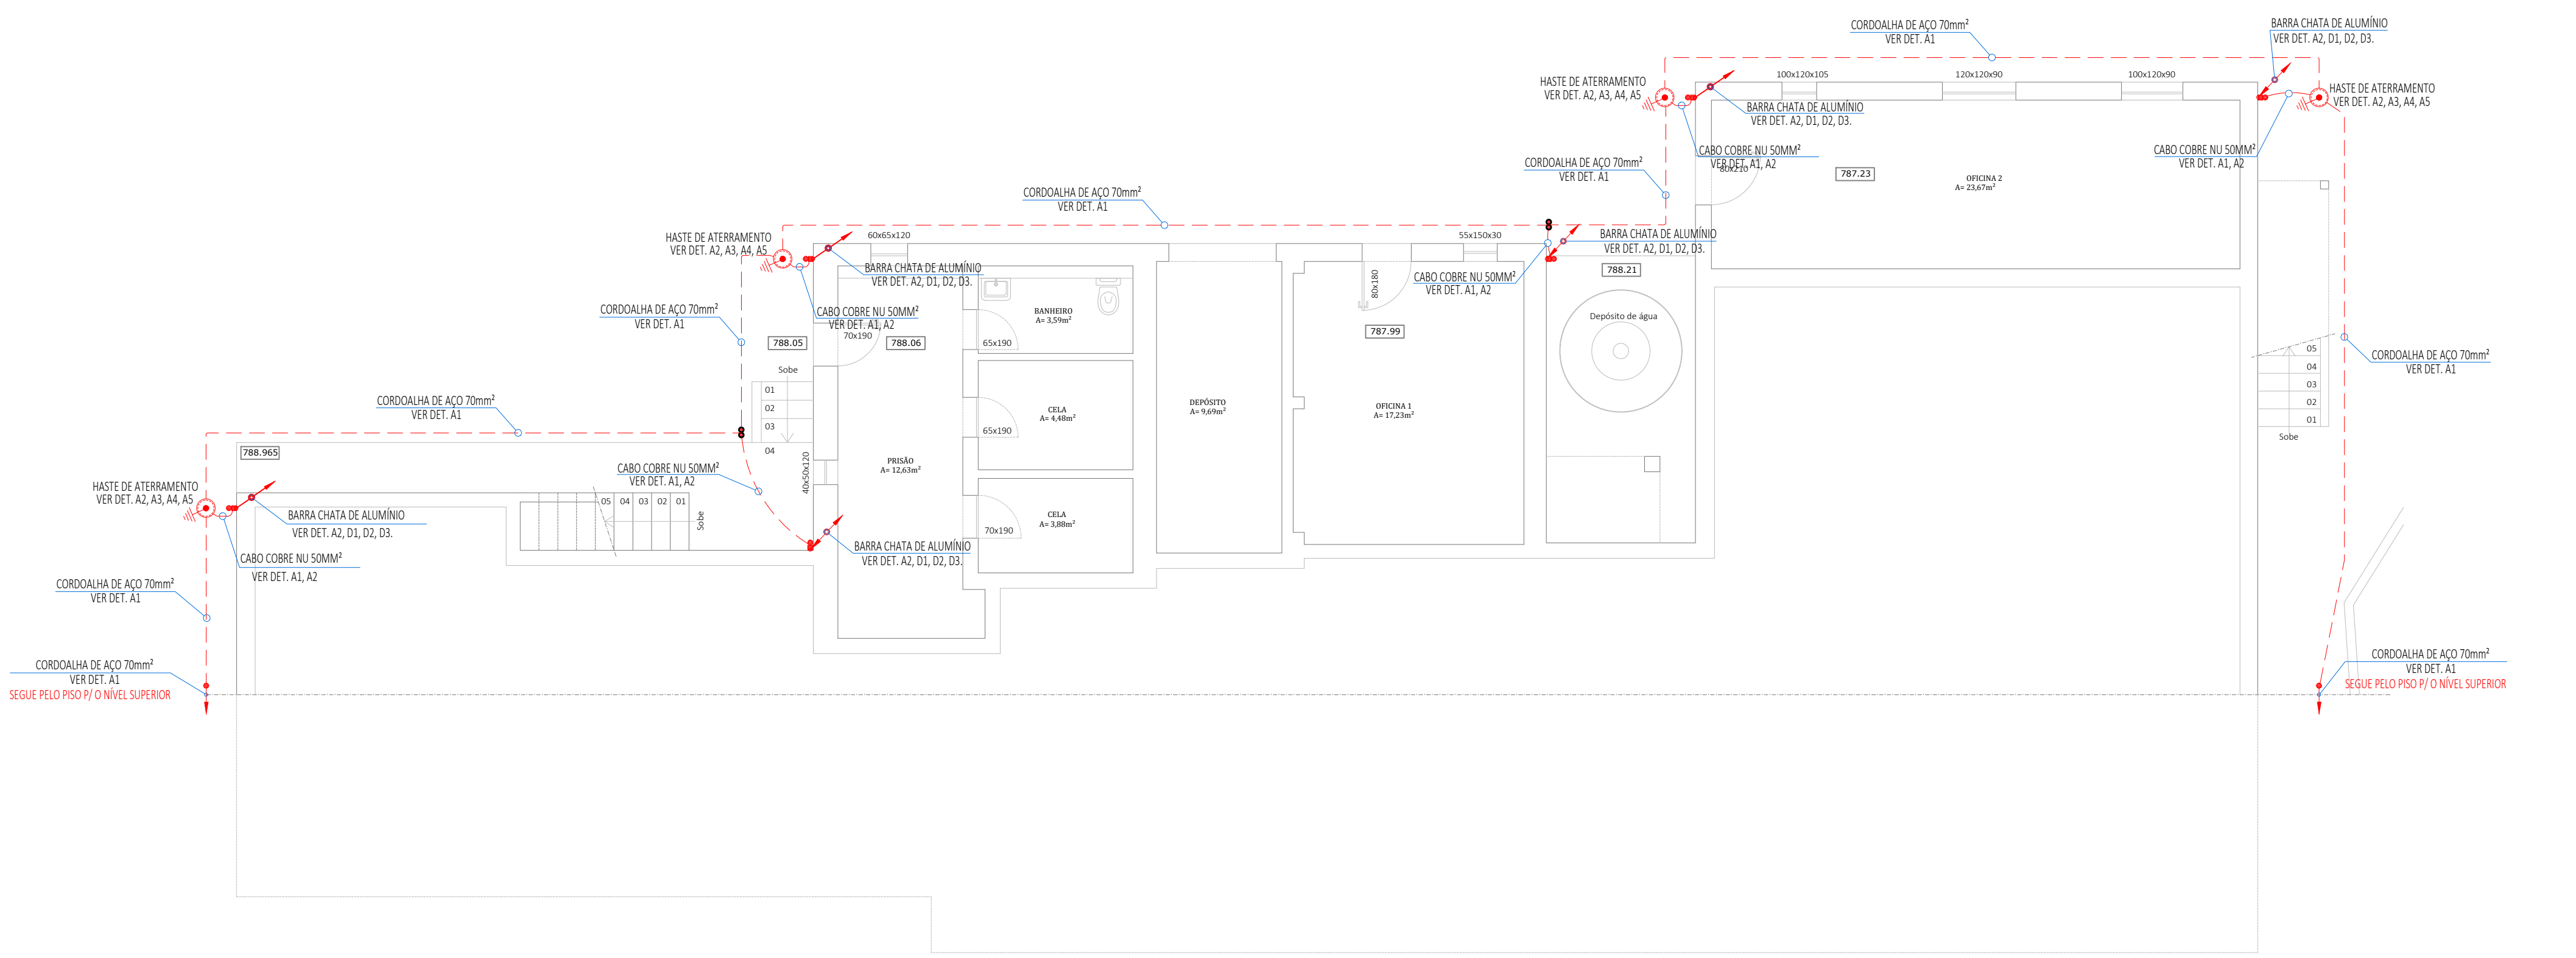 CORDOALHA DE AÇO 70mm²
VER DET. A1
BARRA CHATA DE ALUMÍNIO
VER DET. A2, D1, D2, D3.
HASTE DE ATERRAMENTO
VER DET. A2, A3, A4, A5
100x120x105
120x120x90
100x120x90
HASTE DE ATERRAMENTO
VER DET. A2, A3, A4, A5
BARRA CHATA DE ALUMÍNIO
VER DET. A2, D1, D2, D3.
CABO COBRE NU 50MM²
VER DET. A1, A2
80x210
787.23
OFICINA 2
A= 23,67m²
CABO COBRE NU 50MM²
VER DET. A1, A2
CORDOALHA DE AÇO 70mm²
VER DET. A1
CORDOALHA DE AÇO 70mm²
VER DET. A1
HASTE DE ATERRAMENTO
VER DET. A2, A3, A4, A5
60x65x120
55x150x30
BARRA CHATA DE ALUMÍNIO
VER DET. A2, D1, D2, D3.
BARRA CHATA DE ALUMÍNIO
VER DET. A2, D1, D2, D3.
CABO COBRE NU 50MM²
VER DET. A1, A2
788.21
80x180
CORDOALHA DE AÇO 70mm²
VER DET. A1
CABO COBRE NU 50MM²
VER DET. A1, A2
70x190
BANHEIRO
A= 3,59m²
Depósito de água
787.99
788.05
788.06
65x190
Sobe
01
02
03
04
05
04
03
02
01
Sobe
CORDOALHA DE AÇO 70mm²
VER DET. A1
CORDOALHA DE AÇO 70mm²
VER DET. A1
CELA
A= 4,48m²
65x190
DEPÓSITO
A= 9,69m²
OFICINA 1
A= 17,23m²
788.965
40x50x120
PRISÃO
A= 12,63m²
CABO COBRE NU 50MM²
VER DET. A1, A2
HASTE DE ATERRAMENTO
VER DET. A2, A3, A4, A5
05
04
03
02
01
Sobe
BARRA CHATA DE ALUMÍNIO
VER DET. A2, D1, D2, D3.
CELA
A= 3,88m²
70x190
BARRA CHATA DE ALUMÍNIO
VER DET. A2, D1, D2, D3.
CABO COBRE NU 50MM²
VER DET. A1, A2
CORDOALHA DE AÇO 70mm²
VER DET. A1
CORDOALHA DE AÇO 70mm²
VER DET. A1
SEGUE PELO PISO P/ O NÍVEL SUPERIOR
CORDOALHA DE AÇO 70mm²
VER DET. A1
SEGUE PELO PISO P/ O NÍVEL SUPERIOR